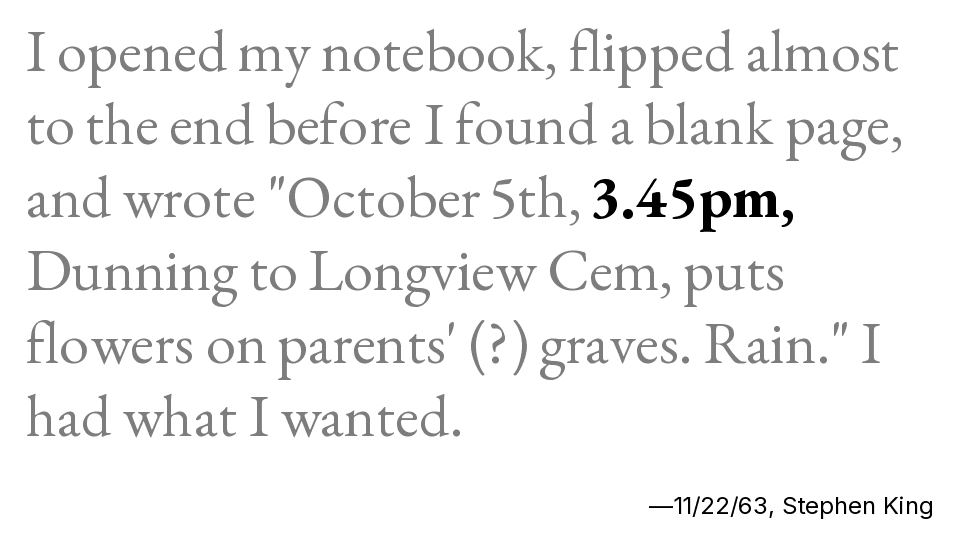 I opened my notebook, flipped almost
to the end before I found a blank page,
and wrote "October 5th, 3.45pm,
Dunning to Longview Cem, puts
flowers on parents' (?) graves. Rain." I
had what I wanted.
—11/22/63, Stephen King